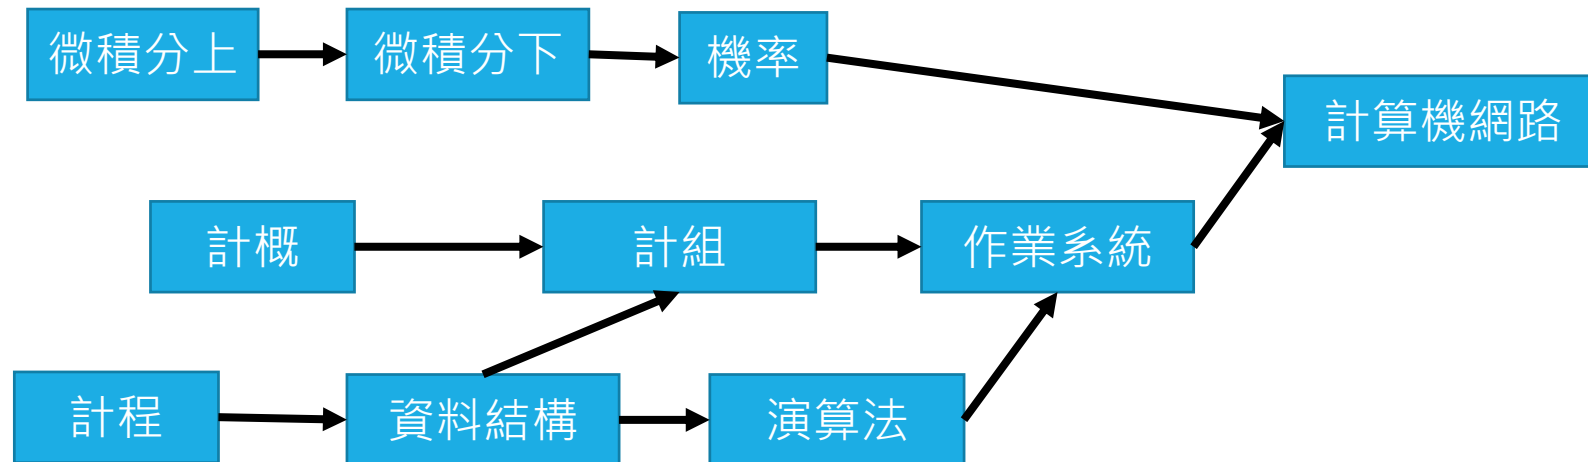 微積分上
微積分下
機率
計算機網路
計概
計組
作業系統
計程
資料結構
演算法